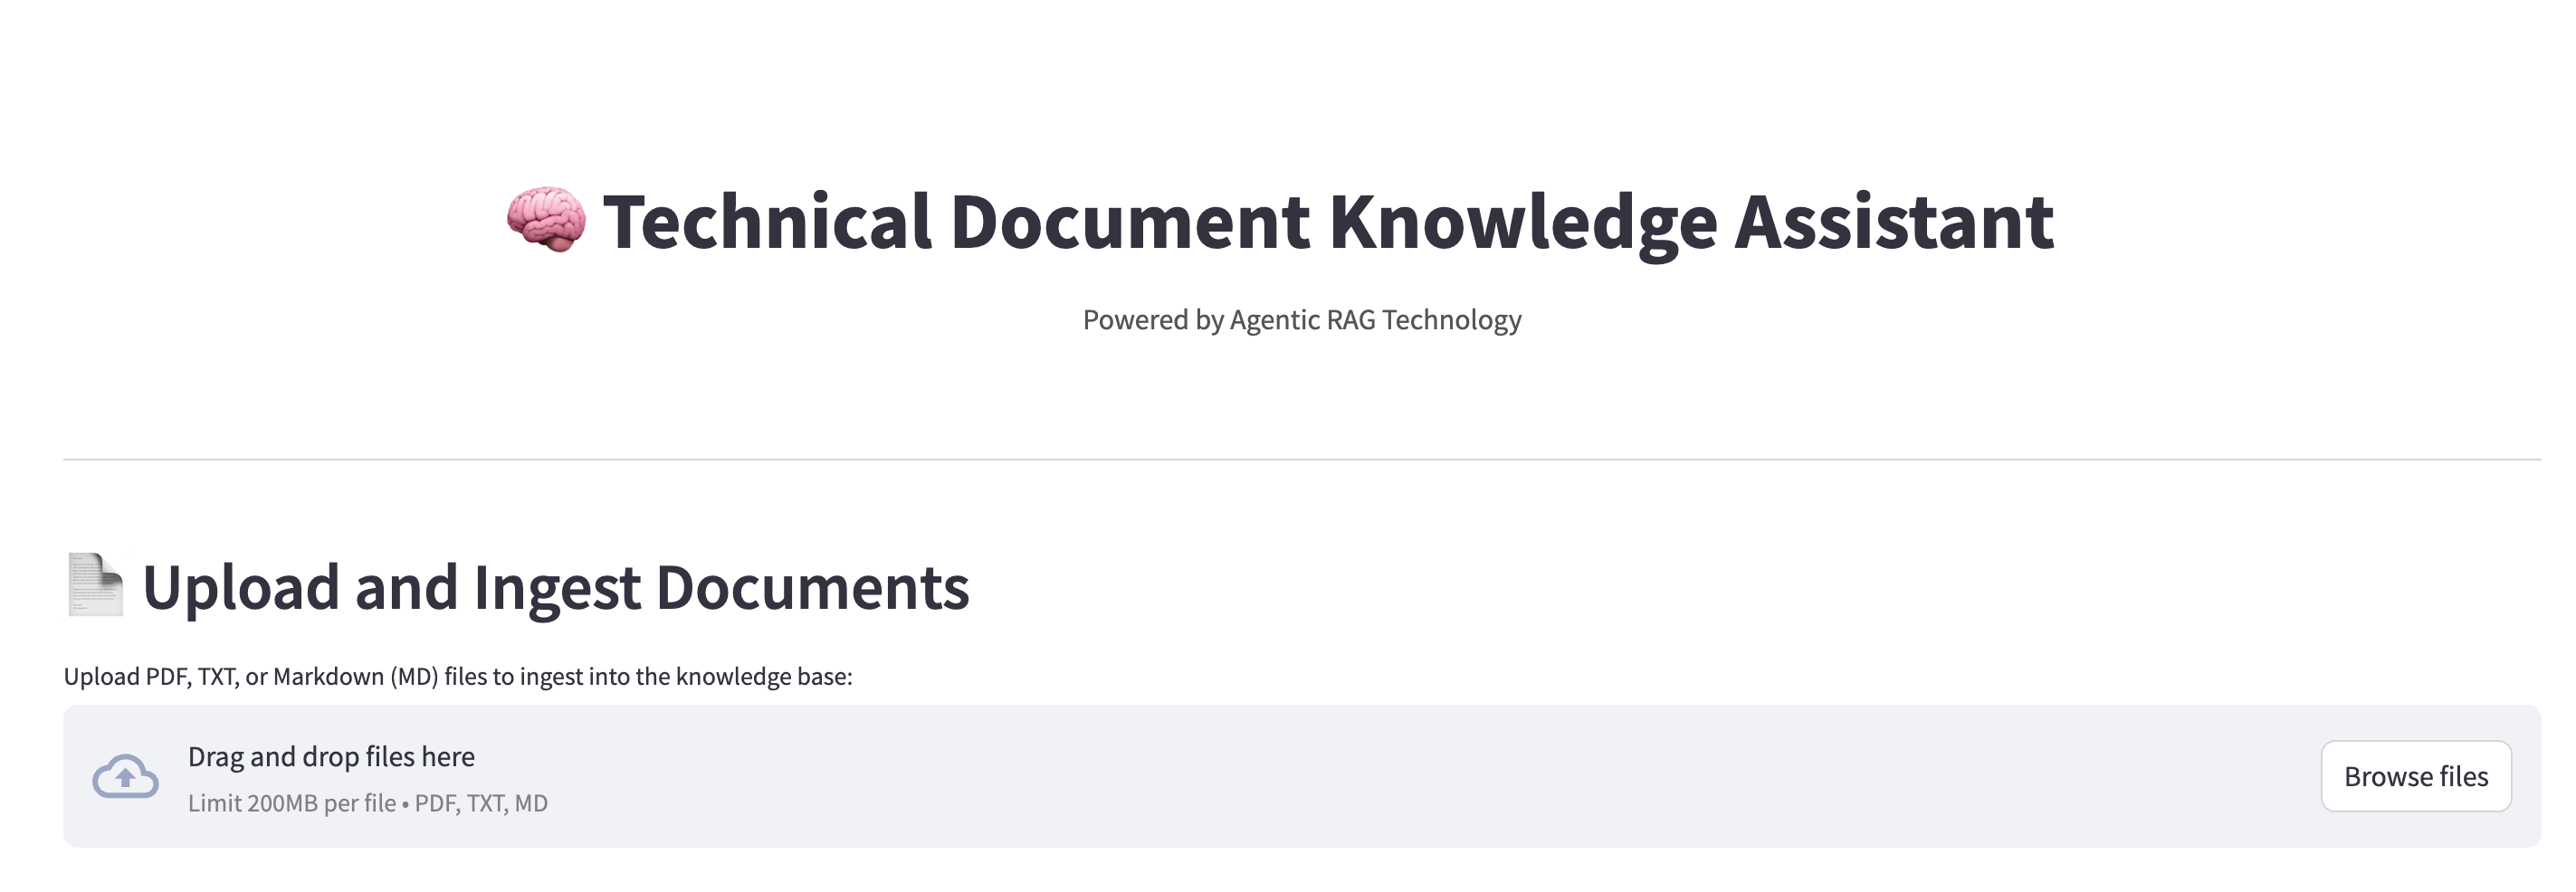 🧠 Technical Document Knowledge Assistant
Powered by Agentic RAG Technology
📄 Upload and Ingest Documents
Upload PDF, TXT, or Markdown (MD) files to ingest into the knowledge base:
Drag and drop files here
Limit 200MB per file • PDF, TXT, MD
Browse files